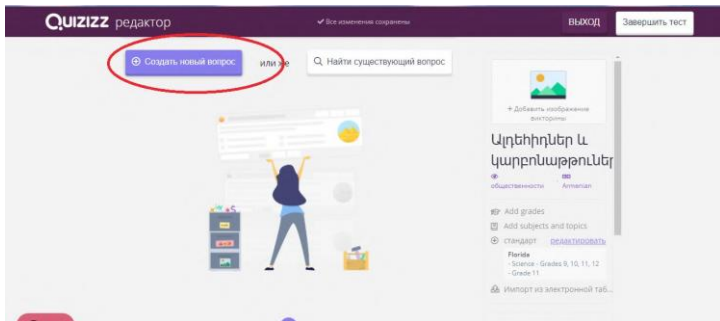 Quizizz редактор
✔ Все изменения сохранены
ВЫХОД
Завершить тест
Создать новый вопрос
или же
Найти существующий вопрос
+ Добавить изображение
викторины
Ալդեհիդներ և
կարբոնաթթուներ
общественности
Armenian
Add grades
Add subjects and topics
стандарт редактировать
Florida
- Science - Grades 9, 10, 11, 12
- Grade 11
Импорт из электронной таб...